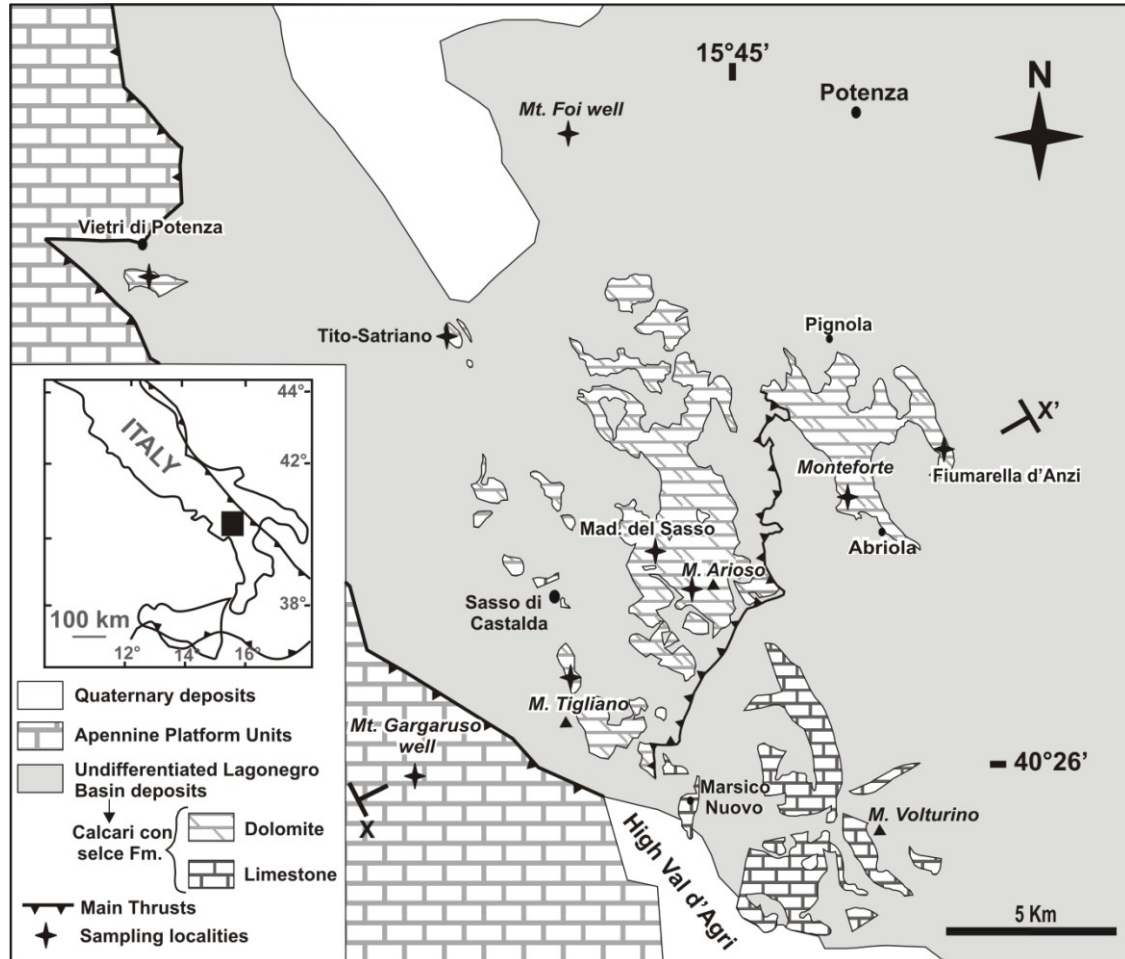 15°45’
N
Potenza
Mt. Foi well
Vietri di Potenza
Tito-Satriano
Pignola
X’
Monteforte
Fiumarella d’Anzi
Mad. del Sasso
Abriola
M. Arioso
Sasso di
Castalda
M. Tigliano
Mt. Gargaruso
well
X
40°26’
Marsico
Nuovo
M. Volturino
High Val d’Agri
5 Km
44°
ITALY
42°
38°
100 km
12°
14°
16°
Quaternary deposits
Apennine Platform Units
Undifferentiated Lagonegro
Basin deposits
Calcari con
selce Fm.
Dolomite
Limestone
Main Thrusts
Sampling localities